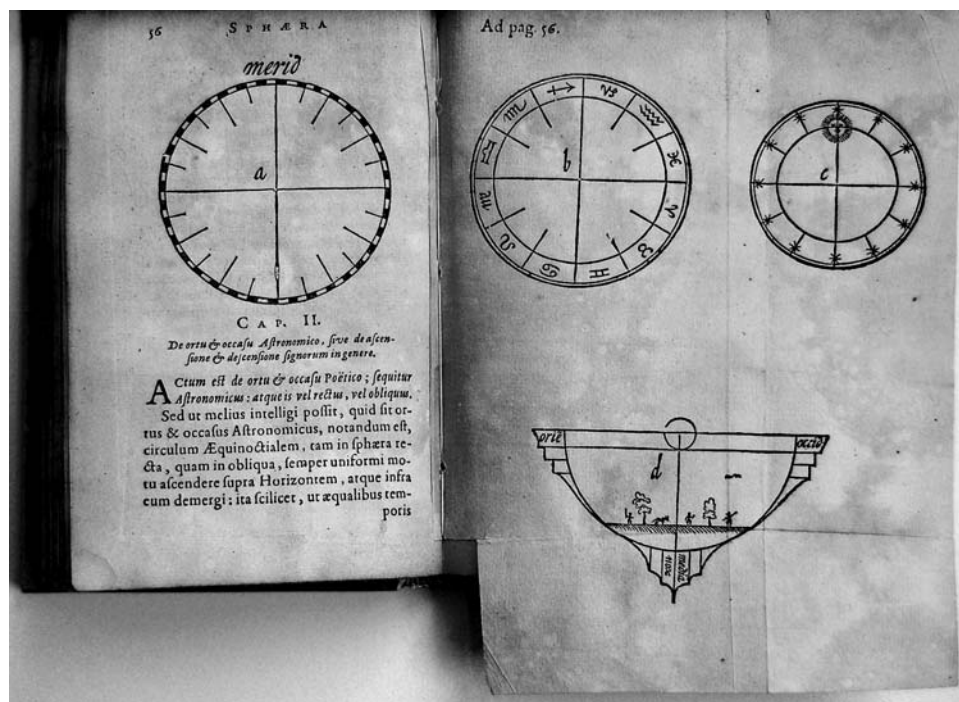 56 SPHÆRA
merid
a
CAP. II.
De ortu & occasu Astronomico, sive de ascen-
sione & descensione signorum in genere.
ACtum est de ortu & occasu Poëtico; sequitur
Astronomicus: atque is vel rectus, vel obliquus.
Sed ut melius intelligi possit, quid sit or-
tus & occasus Astronomicus, notandum est,
circulum Æquinoctialem, tam in sphæra re-
cta, quam in obliqua, semper uniformi mo-
tu ascendere supra Horizontem, atque infra
eum demergi: ita scilicet, ut æqualibus tem-
poris
Ad pag. 56.
♐ ♑ ♒ ♓ ♈ ♉ ♊ ♋ ♌ ♍ ♎ ♏
b
c
orie
occid
d
media
nox